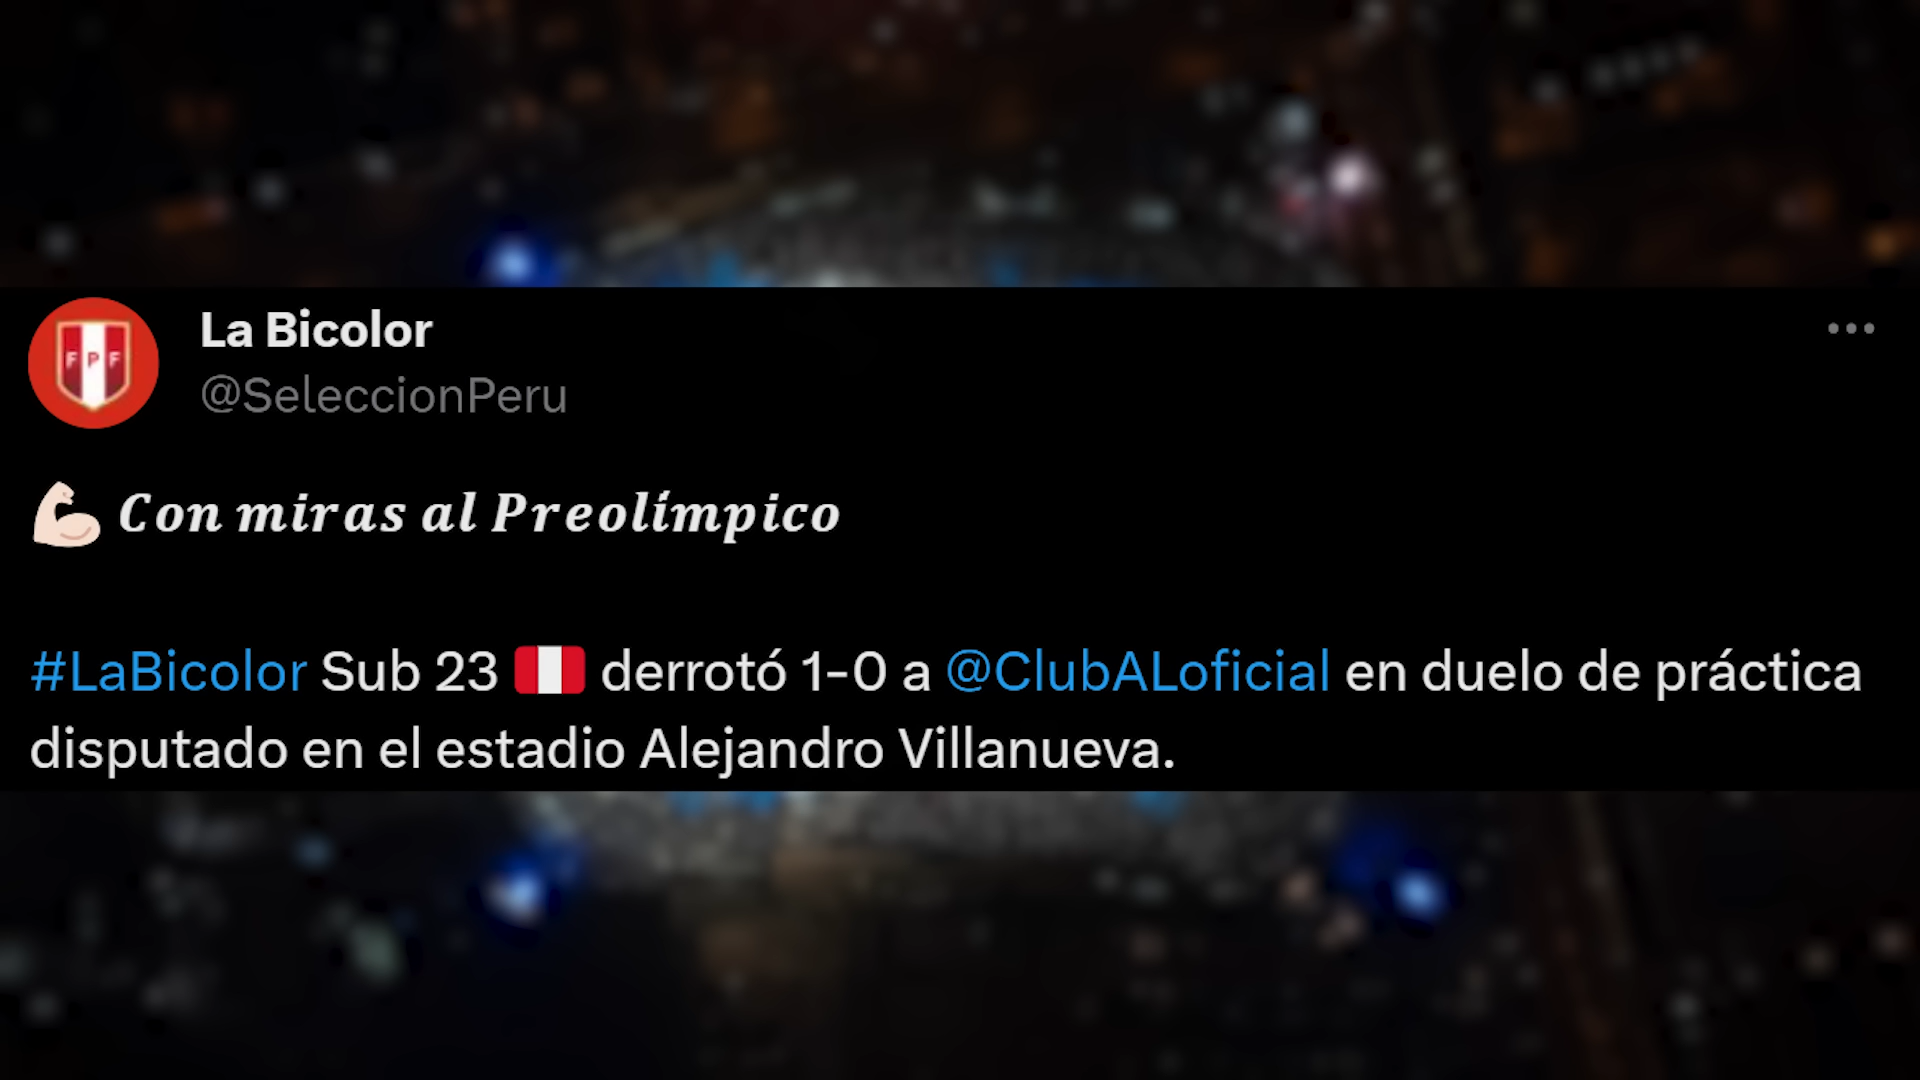 FPF
La Bicolor
@SeleccionPeru
💪🏻 Con miras al Preolímpico
#LaBicolor Sub 23 🇵🇪 derrotó 1-0 a @ClubALoficial en duelo de práctica
disputado en el estadio Alejandro Villanueva.